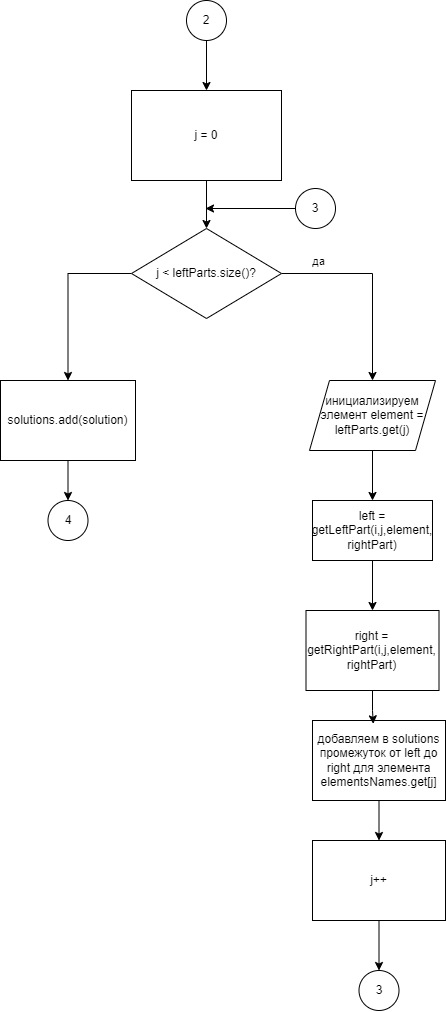 2
j = 0
3
j < leftParts.size()?
да
solutions.add(solution)
4
инициализируем
элемент element =
leftParts.get(j)
left =
getLeftPart(i,j,element,
rightPart)
right =
getRightPart(i,j,element,
rightPart)
добавляем в solutions
промежуток от left до
right для элемента
elementsNames.get[j]
j++
3